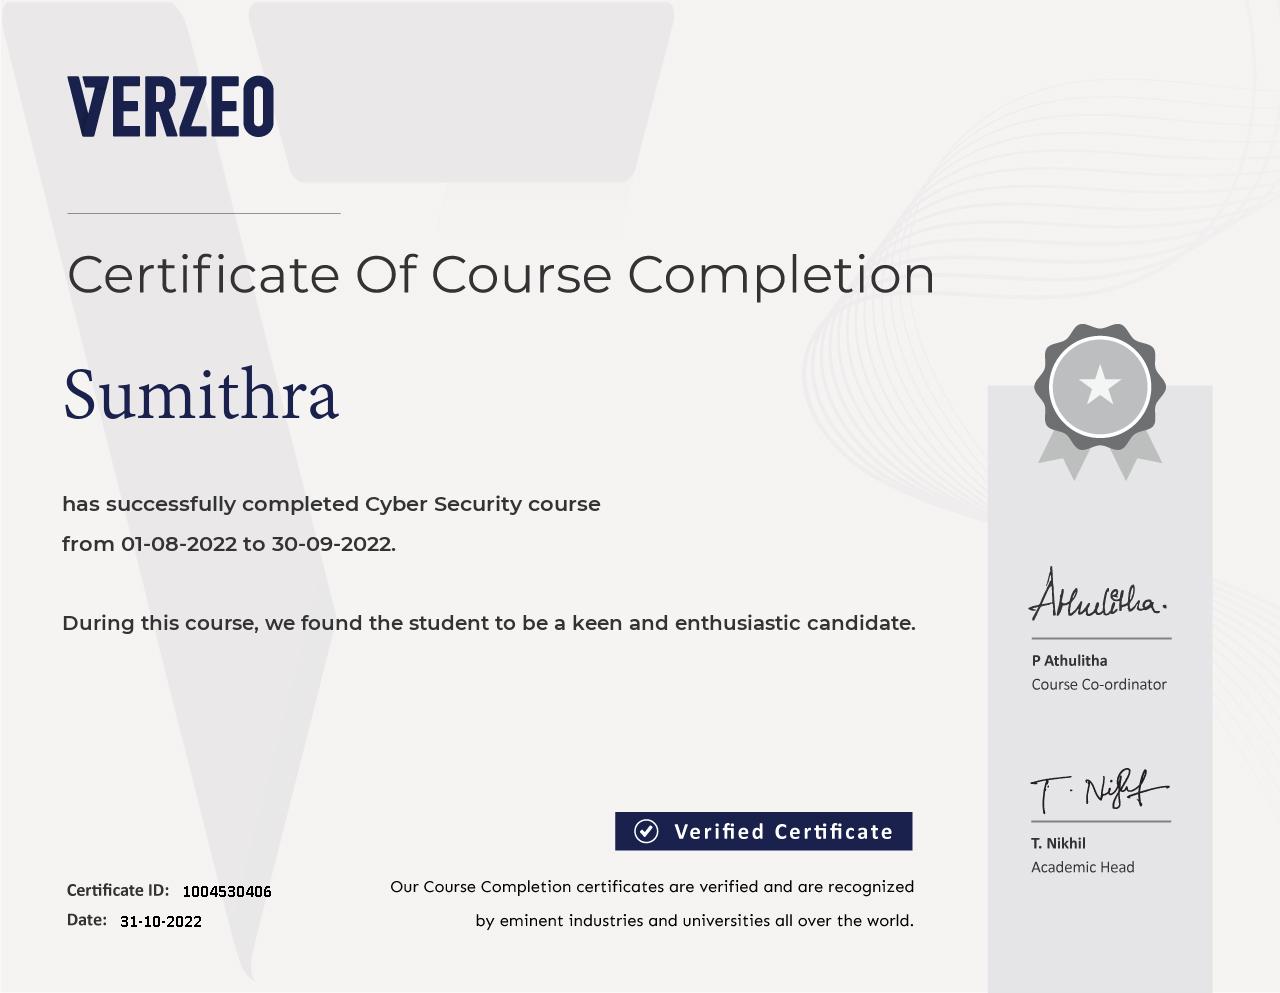 VERZEO
Certificate Of Course Completion
Sumithra
has successfully completed Cyber Security course
from 01-08-2022 to 30-09-2022.
During this course, we found the student to be a keen and enthusiastic candidate.
Athulitha.
P Athulitha
Course Co-ordinator
T. Nikhil
T. Nikhil
Academic Head
Verified Certificate
Our Course Completion certificates are verified and are recognized
by eminent industries and universities all over the world.
Certificate ID: 1004530406
Date: 31-10-2022